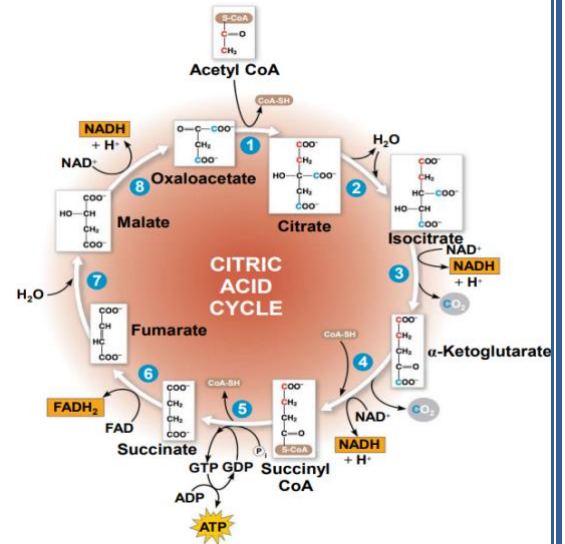 S-CoA
C=O
CH₃
Acetyl CoA
CoA-SH
NADH
+ H⁺
NAD⁺
O=C—COO⁻
CH₂
COO⁻
Oxaloacetate
1
8
COO⁻
CH₂
HO—C—COO⁻
CH₂
COO⁻
Citrate
H₂O
2
COO⁻
CH₂
HC—COO⁻
HO—CH
COO⁻
Isocitrate
NAD⁺
NADH
+ H⁺
3
CO₂
COO⁻
HO—CH
CH₂
COO⁻
Malate
CITRIC
ACID
CYCLE
7
H₂O
COO⁻
CH
HC
COO⁻
Fumarate
CoA-SH
4
COO⁻
CH₂
CH₂
C=O
COO⁻
α-Ketoglutarate
CO₂
NAD⁺
NADH
+ H⁺
6
FADH₂
FAD
COO⁻
CH₂
CH₂
COO⁻
Succinate
CoA-SH
5
COO⁻
CH₂
CH₂
C=O
S-CoA
Succinyl
CoA
Pᵢ
GTP GDP
ADP
ATP